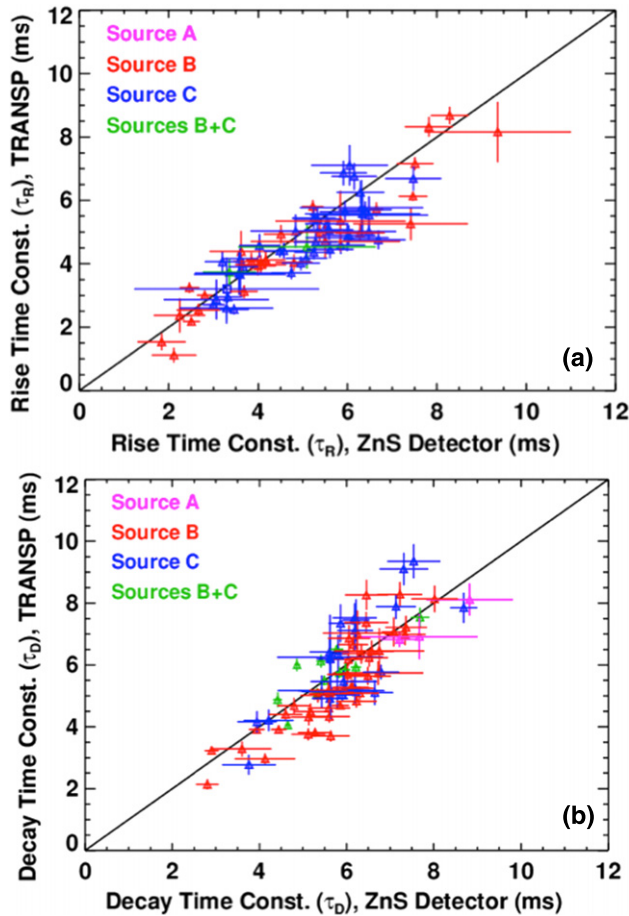 12
10
8
6
4
2
0
Rise Time Const. (τR), TRANSP (ms)
Source A
Source B
Source C
Sources B+C
(a)
2 4 6 8 10 12
Rise Time Const. (τR), ZnS Detector (ms)
12
10
8
6
4
2
0
Decay Time Const. (τD), TRANSP (ms)
Source A
Source B
Source C
Sources B+C
(b)
0 2 4 6 8 10 12
Decay Time Const. (τD), ZnS Detector (ms)